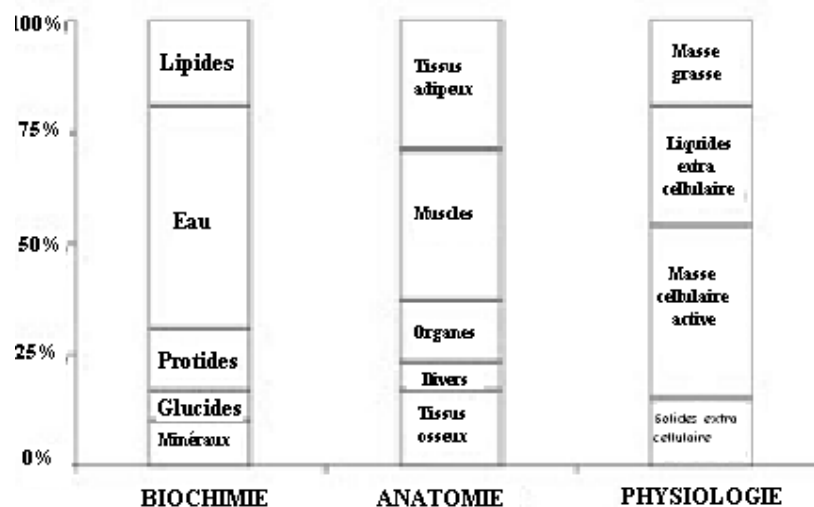 100%
75%
50%
25%
0%
Lipides
Eau
Protides
Glucides
Minéraux
BIOCHIMIE
Tissus
adipeux
Muscles
Organes
Divers
Tissus
osseux
ANATOMIE
Masse
grasse
Liquides
extra
cellulaire
Masse
cellulaire
active
Solides extra
cellulaire
PHYSIOLOGIE